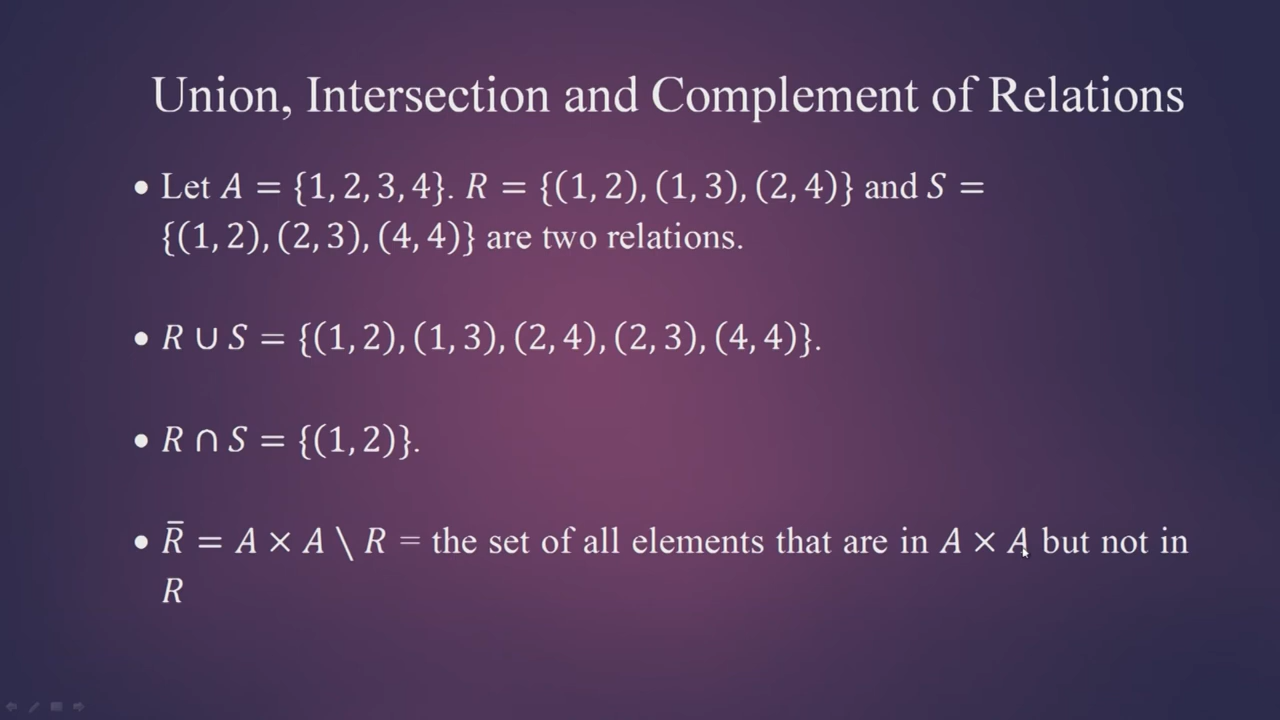 Union, Intersection and Complement of Relations
• Let A = {1, 2, 3, 4}. R = {(1, 2), (1, 3), (2, 4)} and S =
{(1, 2), (2, 3), (4, 4)} are two relations.
• R ∪ S = {(1, 2), (1, 3), (2, 4), (2, 3), (4, 4)}.
• R ∩ S = {(1, 2)}.
• R̄ = A × A \ R = the set of all elements that are in A × A but not in
R